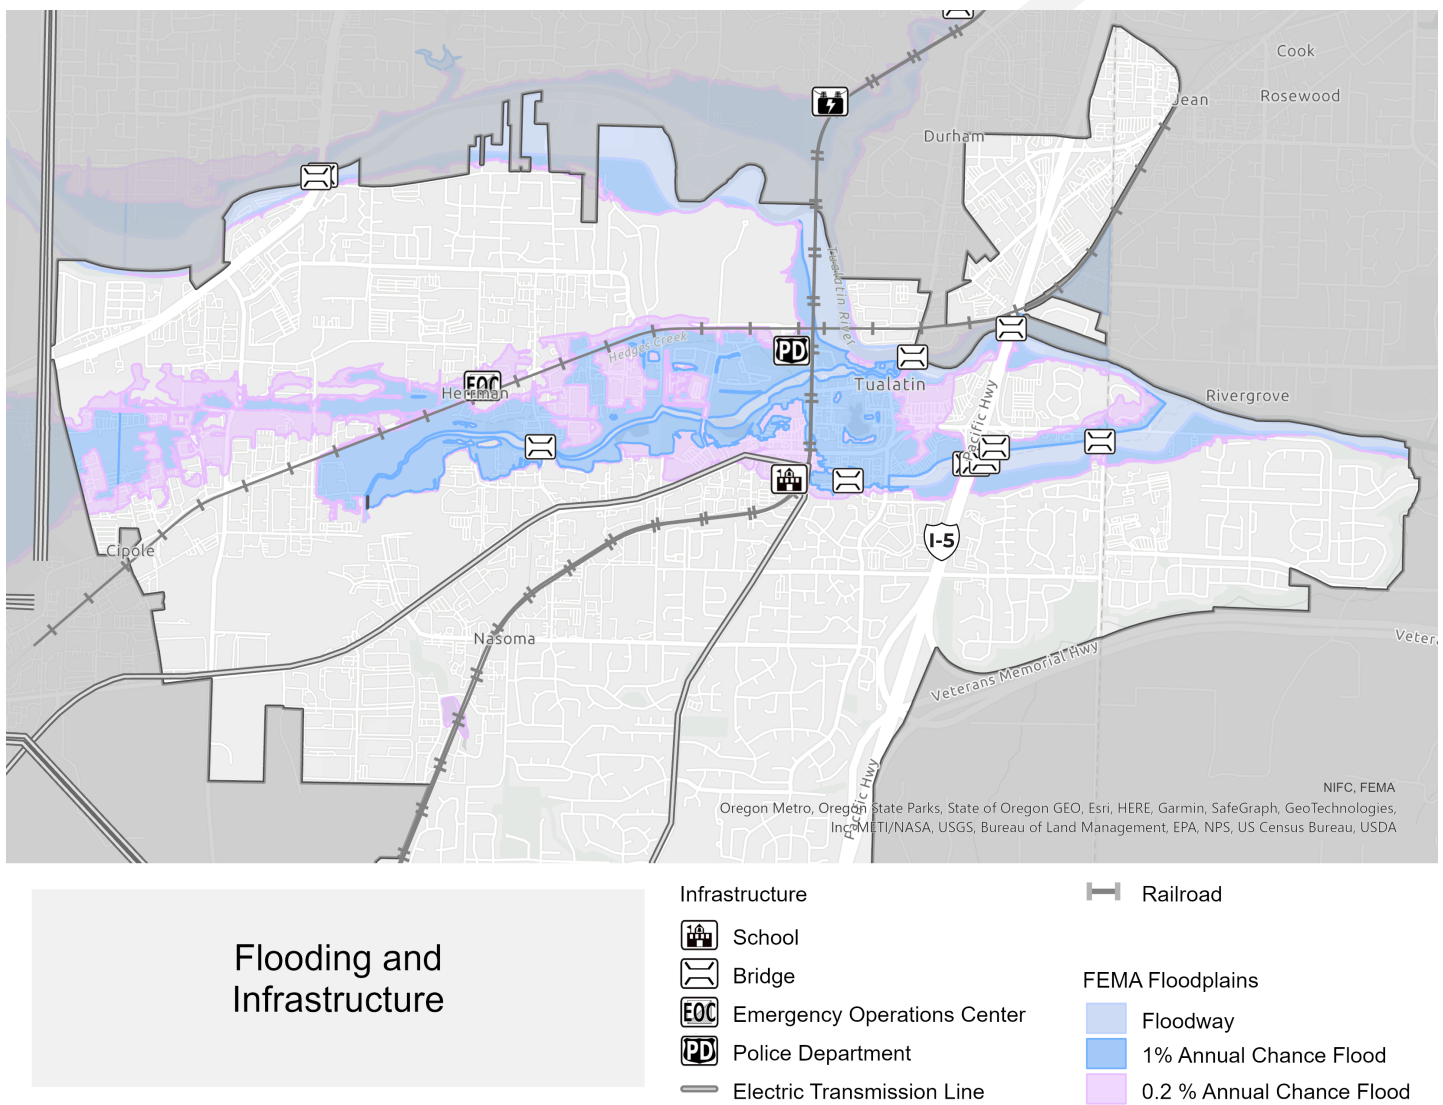 Cook
Jean
Rosewood
Durham
Tualatin River
Hedges Creek
PD
EOC
Herrman
Tualatin
Rivergrove
Pacific Hwy
Cipole
I-5
Nasoma
Veterans Memorial Hwy
Vetera
Pacific Hwy
NIFC, FEMA
Oregon Metro, Oregon State Parks, State of Oregon GEO, Esri, HERE, Garmin, SafeGraph, GeoTechnologies,
Inc, METI/NASA, USGS, Bureau of Land Management, EPA, NPS, US Census Bureau, USDA
Flooding and
Infrastructure
Infrastructure
School
Bridge
EOC Emergency Operations Center
PD Police Department
Electric Transmission Line
Railroad
FEMA Floodplains
Floodway
1% Annual Chance Flood
0.2 % Annual Chance Flood